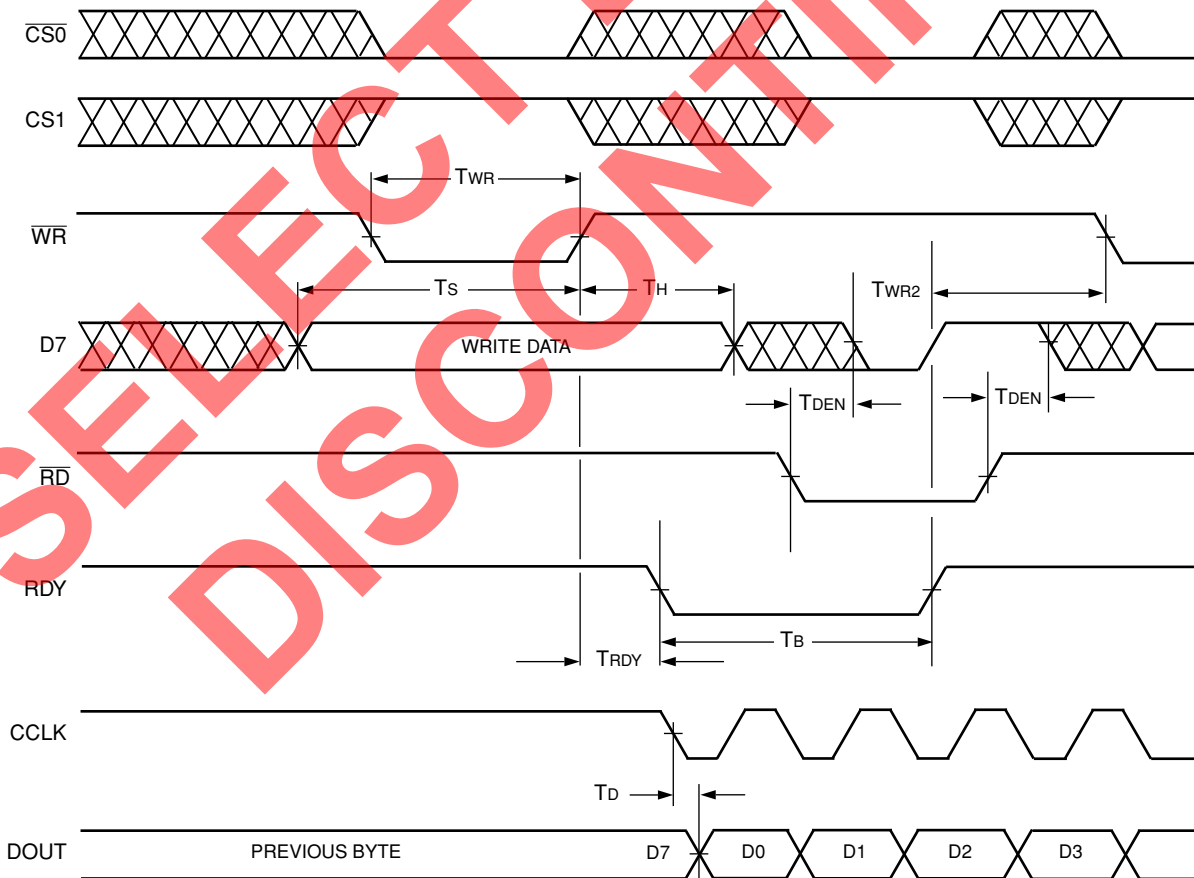 CS0
CS1
TWR
WR
TS
TH
TWR2
D7
WRITE DATA
TDEN
TDEN
RD
RDY
TB
TRDY
CCLK
TD
DOUT
PREVIOUS BYTE
D7
D0
D1
D2
D3
SELECT
DISCONTIN